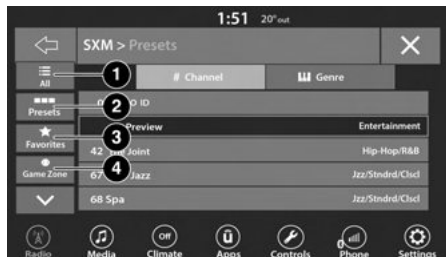 1:51 20° out
SXM > Presets
All
1
# Channel
Genre
Presets
2
ID
Preview Entertainment
Favorites
3
42 Joint Hip-Hop/R&B
Game Zone
4
67 Jazz Jzz/Stndrd/Clscl
68 Spa Jzz/Stndrd/Clscl
Radio Media Off Climate ū Apps Controls 0 Phone Settings